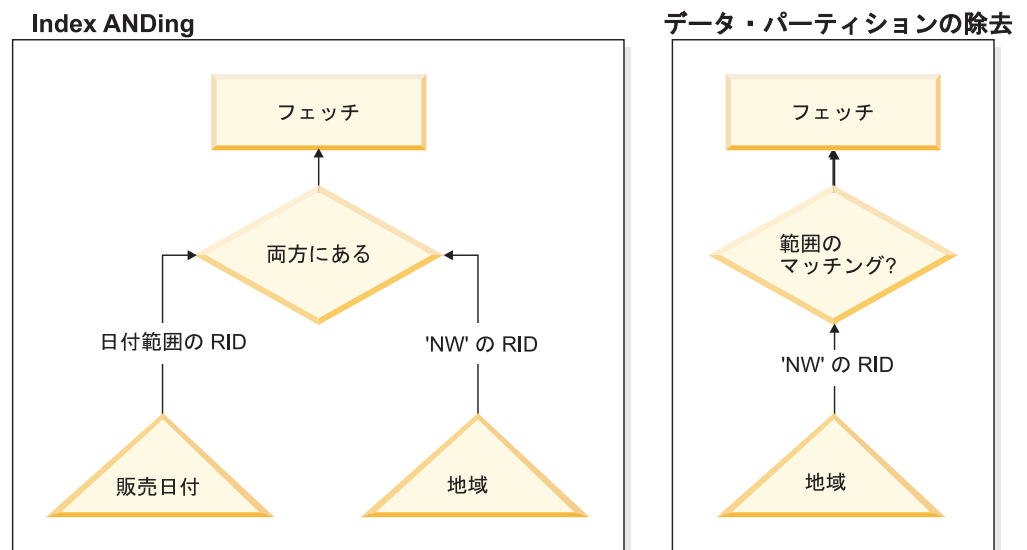 Index ANDing
フェッチ
両方にある
日付範囲の RID
'NW' の RID
販売日付
地域
データ・パーティションの除去
フェッチ
範囲の
マッチング?
'NW' の RID
地域